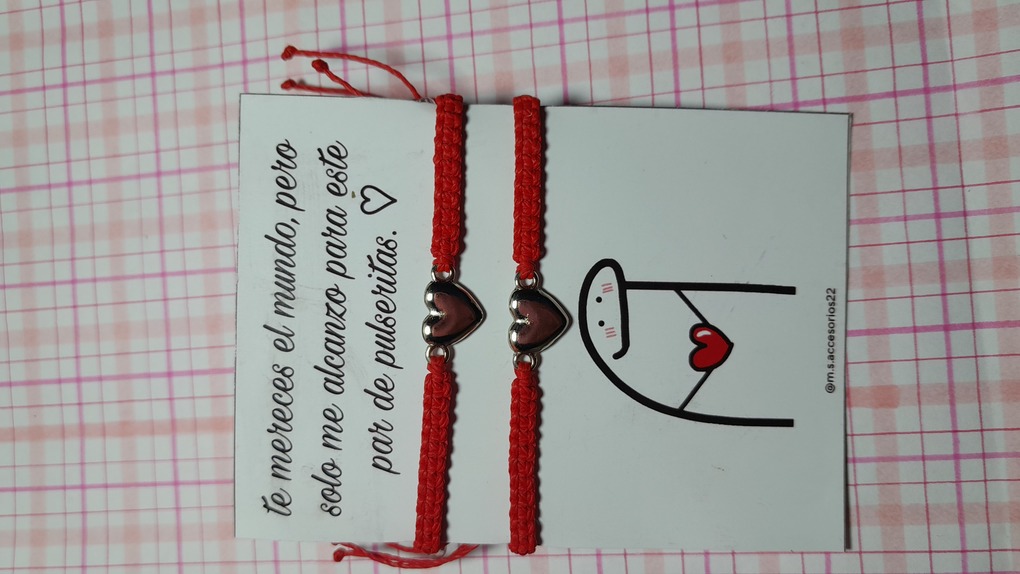 te mereces el mundo, pero
solo me alcanzo para este
par de pulseritas. ♡
@m.s.accesorios22